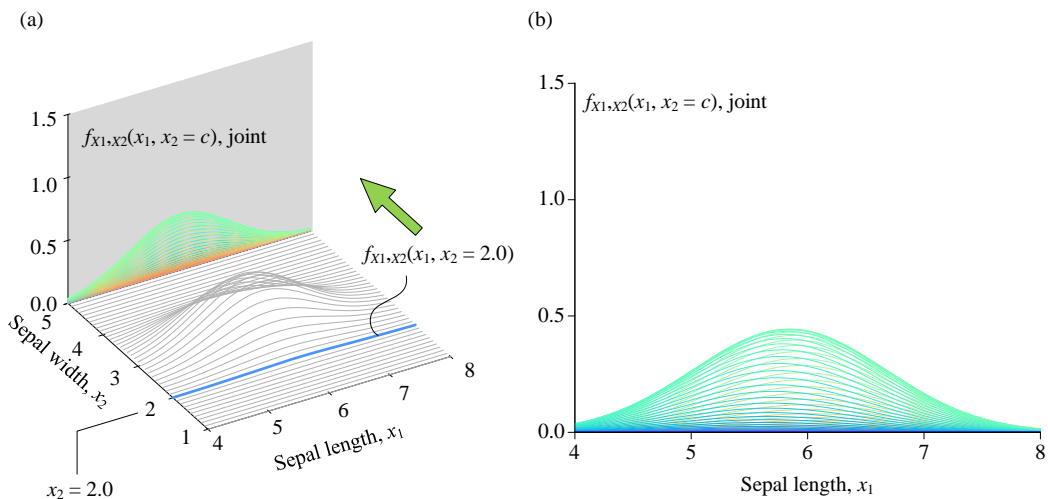 (a)
1.5
f_{X1,X2}(x₁, x₂ = c), joint
1.0
0.5
f_{X1,X2}(x₁, x₂ = 2.0)
0.0
5
4
3
2
1
Sepal width, x₂
4
5
6
7
8
Sepal length, x₁
x₂ = 2.0
(b)
1.5
f_{X1,X2}(x₁, x₂ = c), joint
1.0
0.5
0.0
4
5
6
7
8
Sepal length, x₁